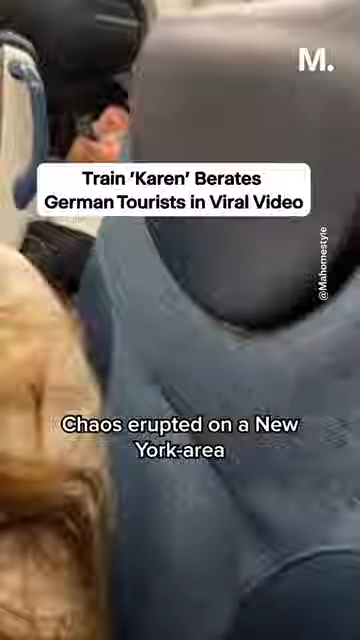 M.
Train 'Karen' Berates
German Tourists in Viral Video
@Mahomestyle
Chaos erupted on a New
York-area